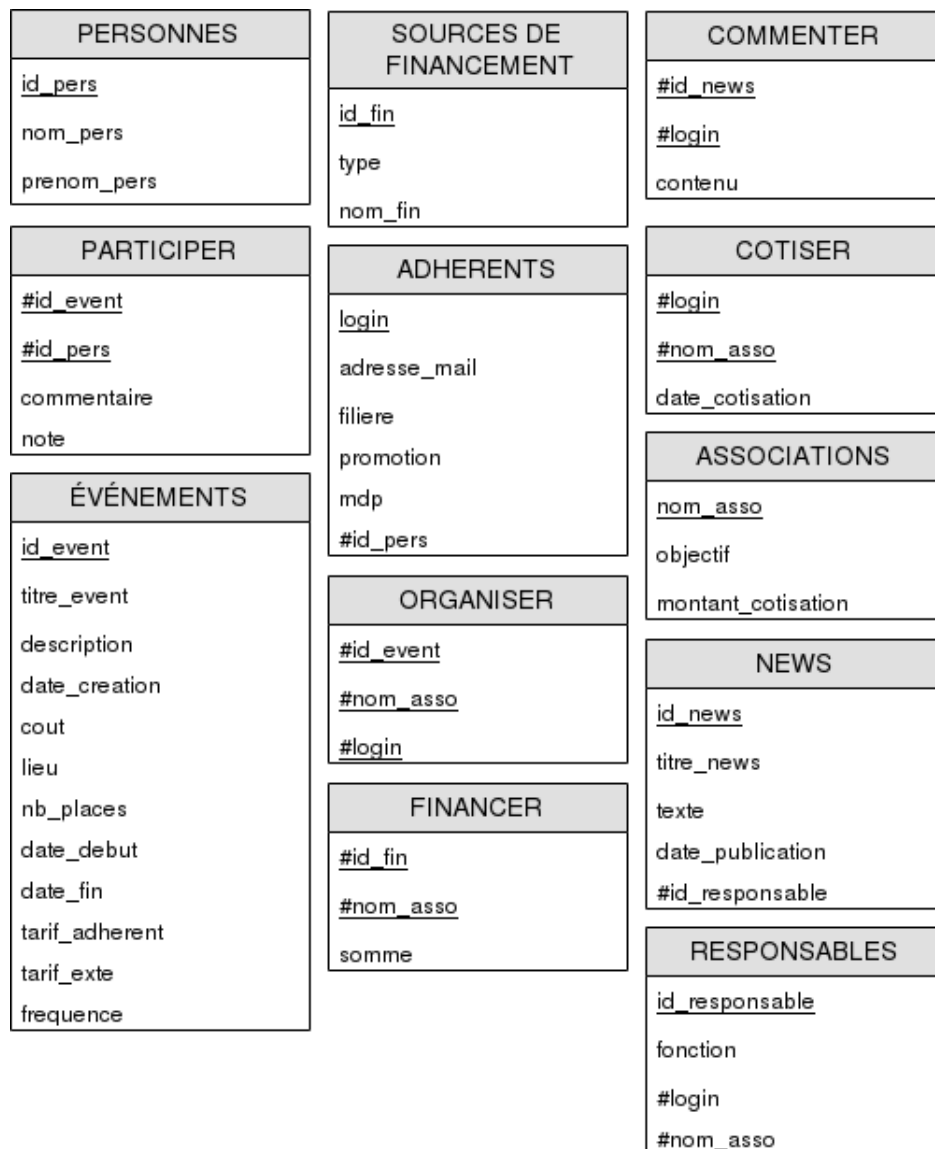 PERSONNES
id_pers
nom_pers
prenom_pers
PARTICIPER
#id_event
#id_pers
commentaire
note
ÉVÉNEMENTS
id_event
titre_event
description
date_creation
cout
lieu
nb_places
date_debut
date_fin
tarif_adherent
tarif_exte
frequence
SOURCES DE
FINANCEMENT
id_fin
type
nom_fin
ADHERENTS
login
adresse_mail
filiere
promotion
mdp
#id_pers
ORGANISER
#id_event
#nom_asso
#login
FINANCER
#id_fin
#nom_asso
somme
COMMENTER
#id_news
#login
contenu
COTISER
#login
#nom_asso
date_cotisation
ASSOCIATIONS
nom_asso
objectif
montant_cotisation
NEWS
id_news
titre_news
texte
date_publication
#id_responsable
RESPONSABLES
id_responsable
fonction
#login
#nom_asso